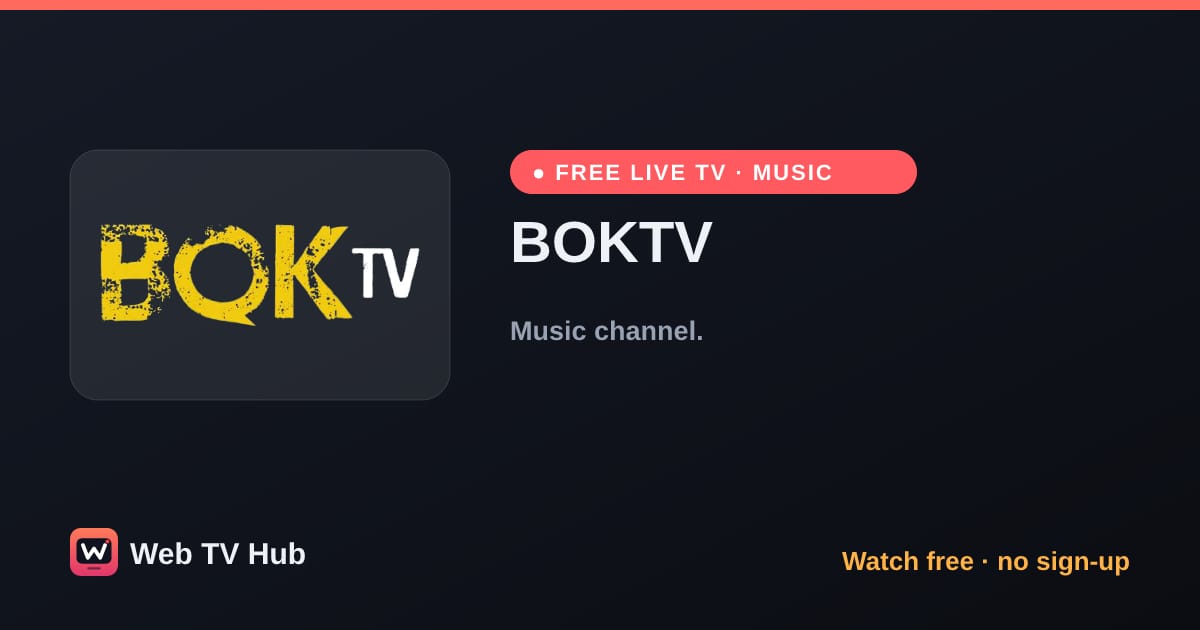 BOK TV
• FREE LIVE TV · MUSIC
BOKTV
Music channel.
W
Web TV Hub
Watch free · no sign-up